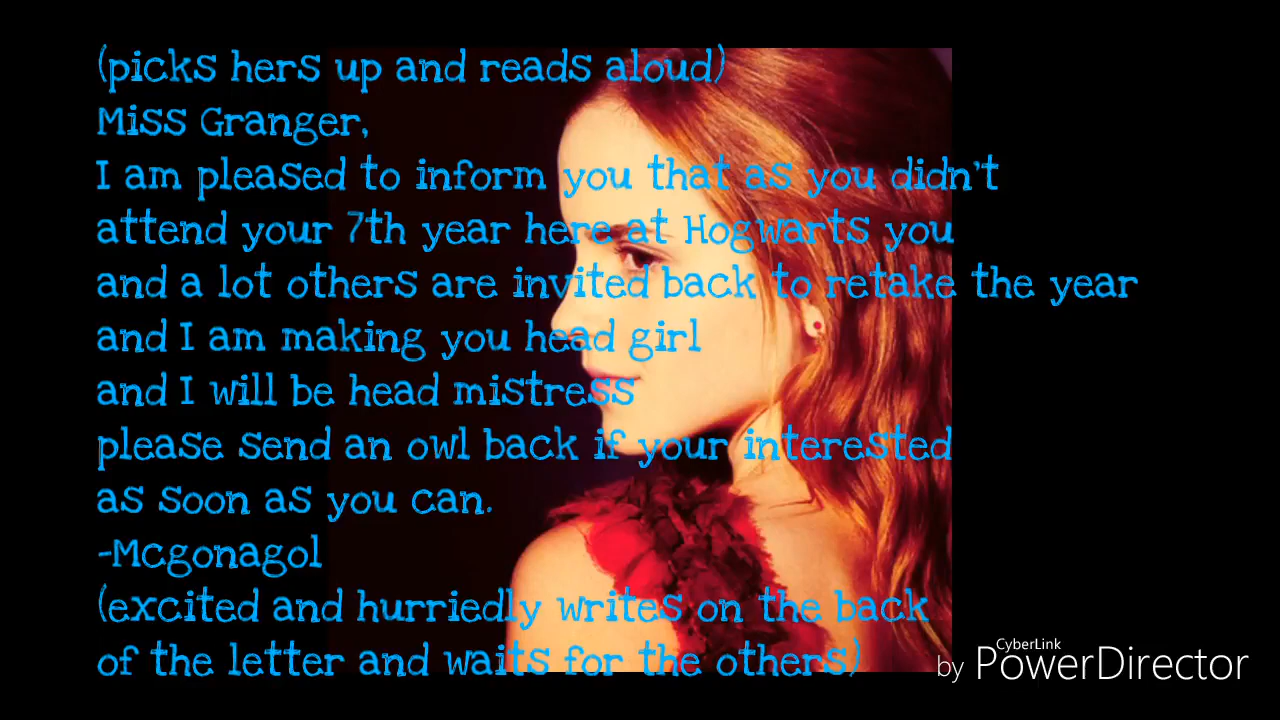 (picks hers up and reads aloud)
Miss Granger,
I am pleased to inform you that as you didn't
attend your 7th year here at Hogwarts you
and a lot others are invited back to retake the year
and I am making you head girl
and I will be head mistress
please send an owl back if your interested
as soon as you can.
-Mcgonagol
(excited and hurriedly writes on the back
of the letter and waits for the others)
CyberLink
by PowerDirector